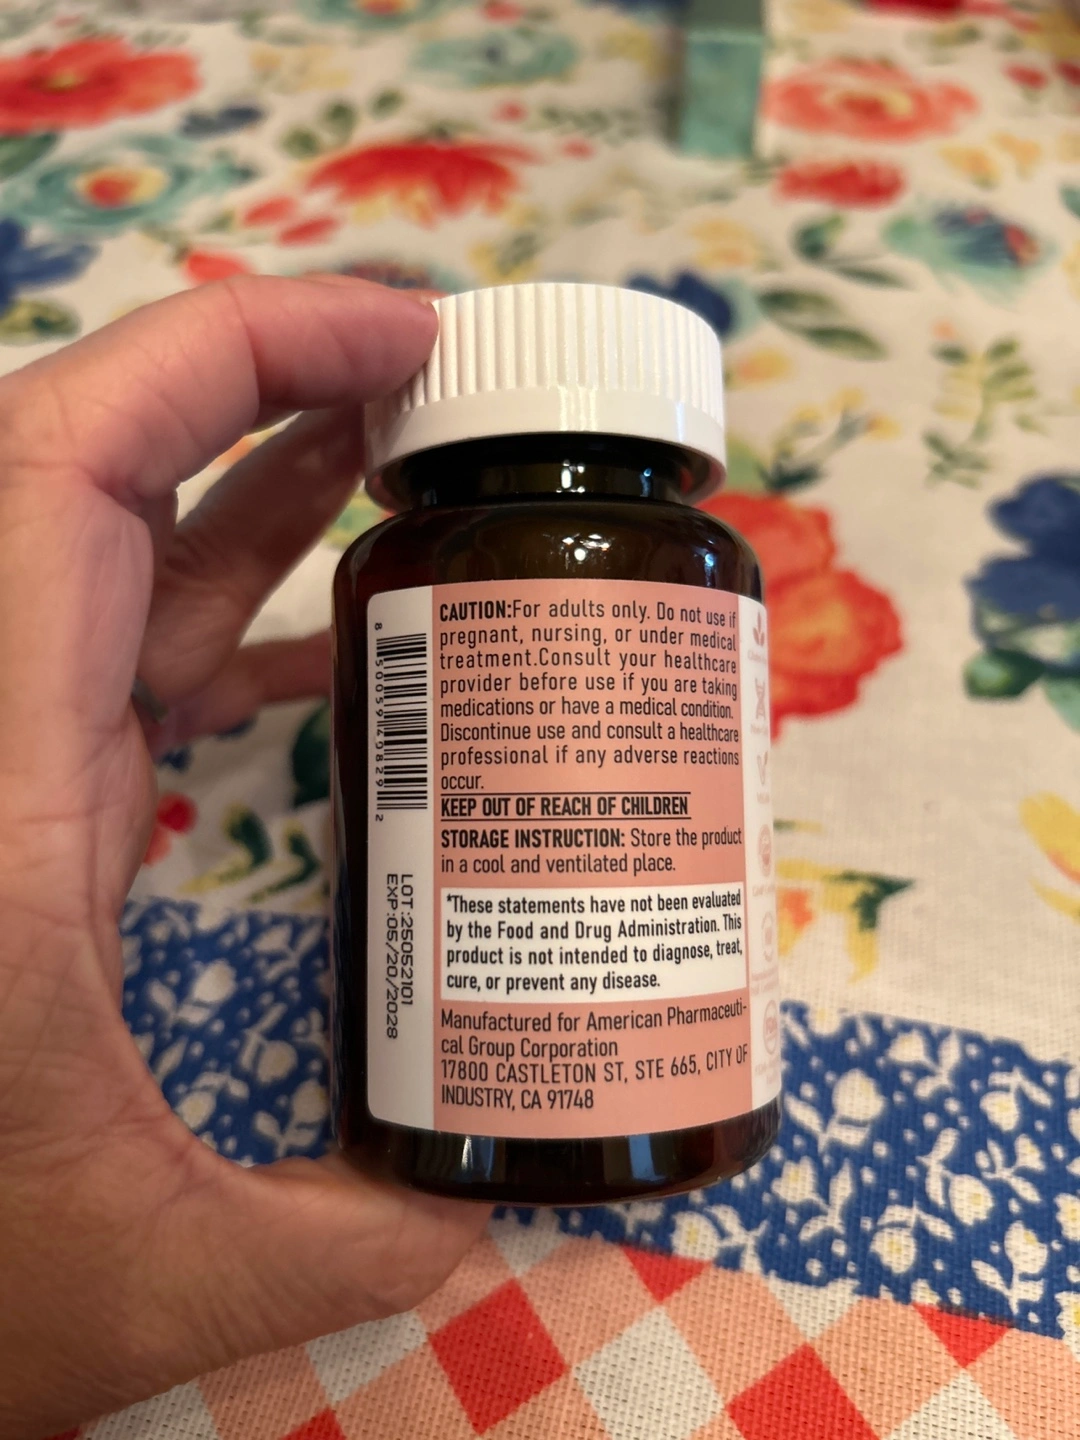 CAUTION:For adults only. Do not use if
pregnant, nursing, or under medical
treatment.Consult your healthcare
provider before use if you are taking
medications or have a medical condition.
Discontinue use and consult a healthcare
professional if any adverse reactions
occur.
KEEP OUT OF REACH OF CHILDREN
STORAGE INSTRUCTION: Store the product
in a cool and ventilated place.
*These statements have not been evaluated
by the Food and Drug Administration. This
product is not intended to diagnose, treat,
cure, or prevent any disease.
Manufactured for American Pharmaceuti-
cal Group Corporation
17800 CASTLETON ST, STE 665, CITY OF
INDUSTRY, CA 91748
8 50059 40829 2
LOT:25052101
EXP:05/20/2028